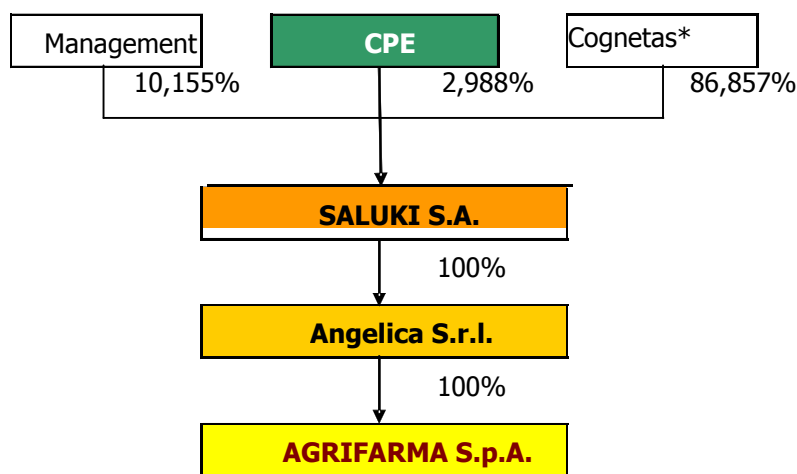 Management
CPE
Cognetas*
10,155%
2,988%
86,857%
SALUKI S.A.
100%
Angelica S.r.l.
100%
AGRIFARMA S.p.A.